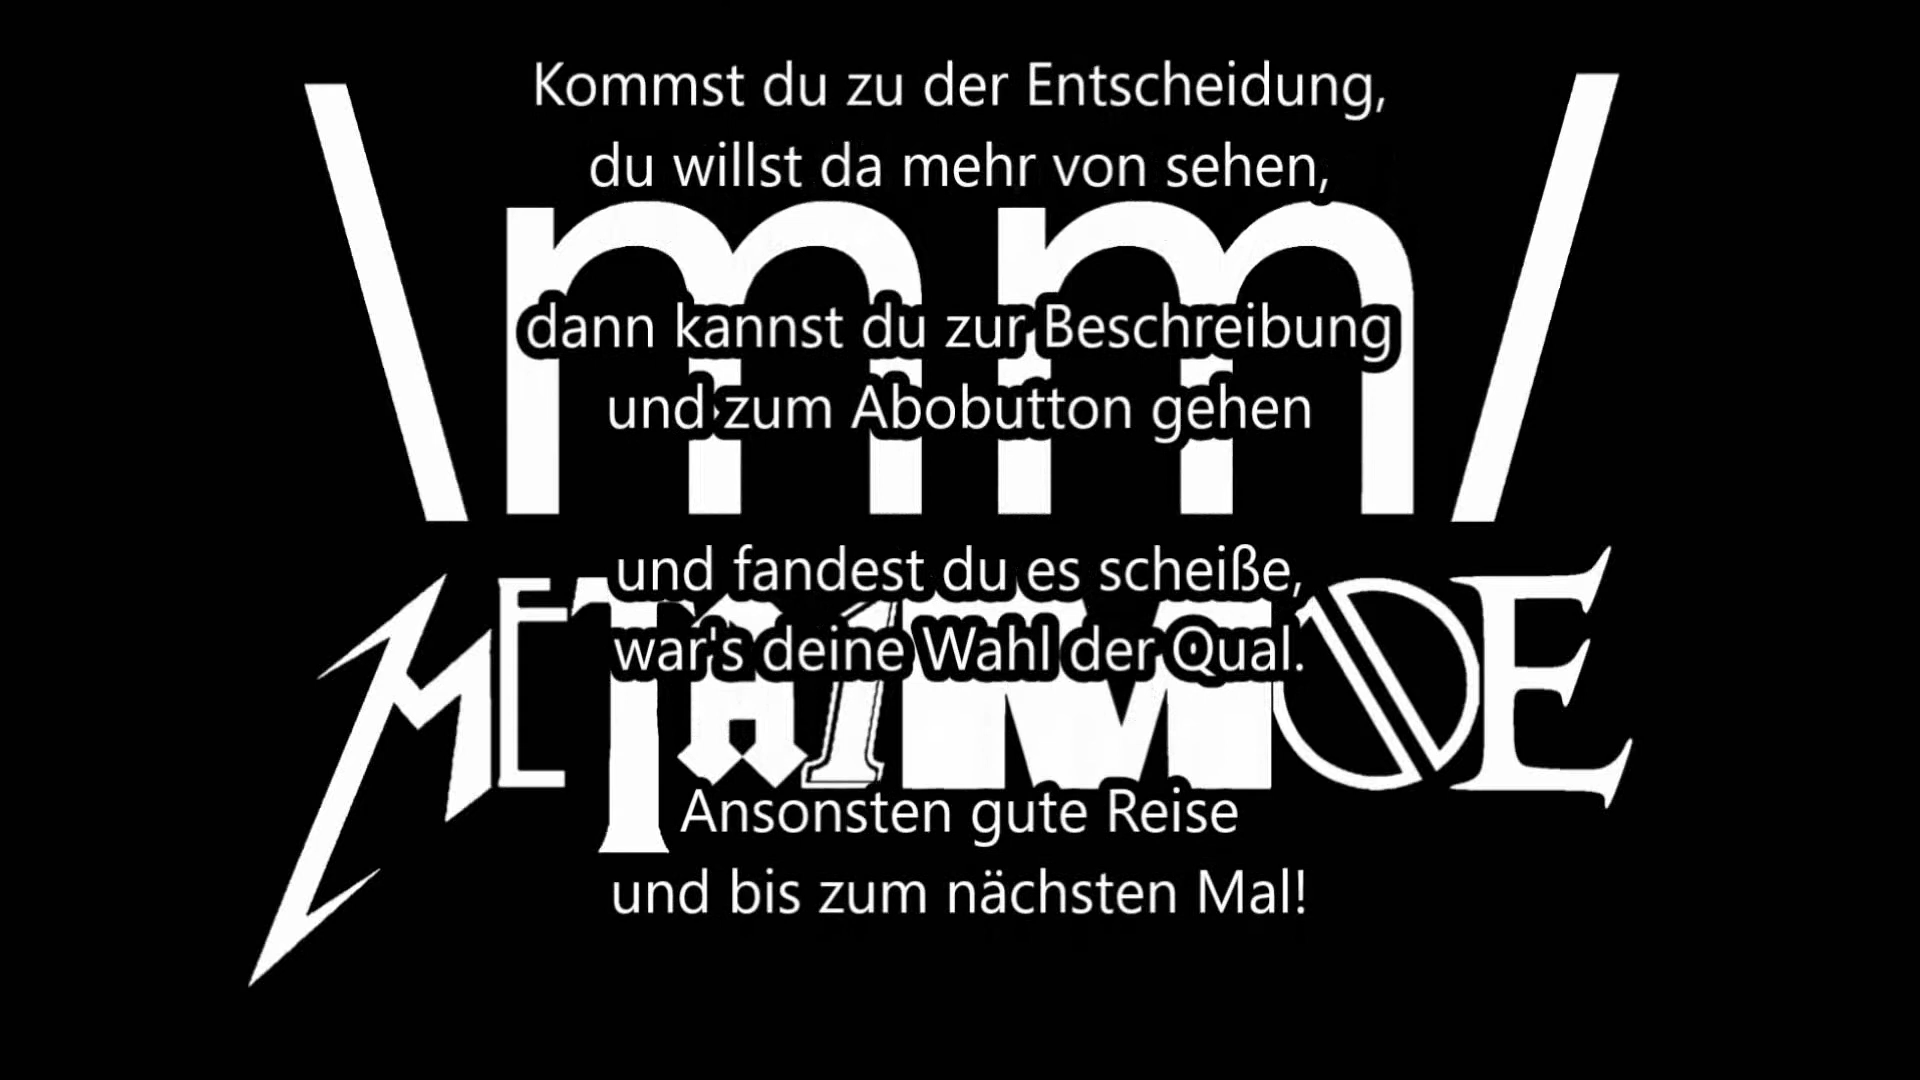 Kommst du zu der Entscheidung,
du willst da mehr von sehen,
\mm/
dann kannst du zur Beschreibung
und zum Abobutton gehen
und fandest du es scheiße,
war's deine Wahl der Qual.
METAlMOE
Ansonsten gute Reise
und bis zum nächsten Mal!